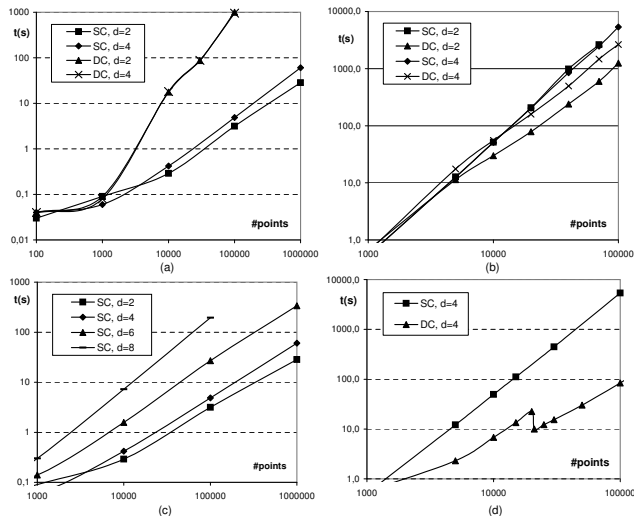 1000
t(s)
100
10
1
0,1
0,01
100
1000
10000
100000
1000000
SC, d=2
SC, d=4
DC, d=2
DC, d=4
#points
(a)
10000,0
t(s)
1000,0
100,0
10,0
1,0
1000
10000
100000
SC, d=2
DC, d=2
SC, d=4
DC, d=4
#points
(b)
1000
t(s)
100
10
1
0,1
1000
10000
100000
1000000
SC, d=2
SC, d=4
SC, d=6
SC, d=8
#points
(c)
10000,0
t(s)
1000,0
100,0
10,0
1,0
1000
10000
100000
SC, d=4
DC, d=4
#points
(d)